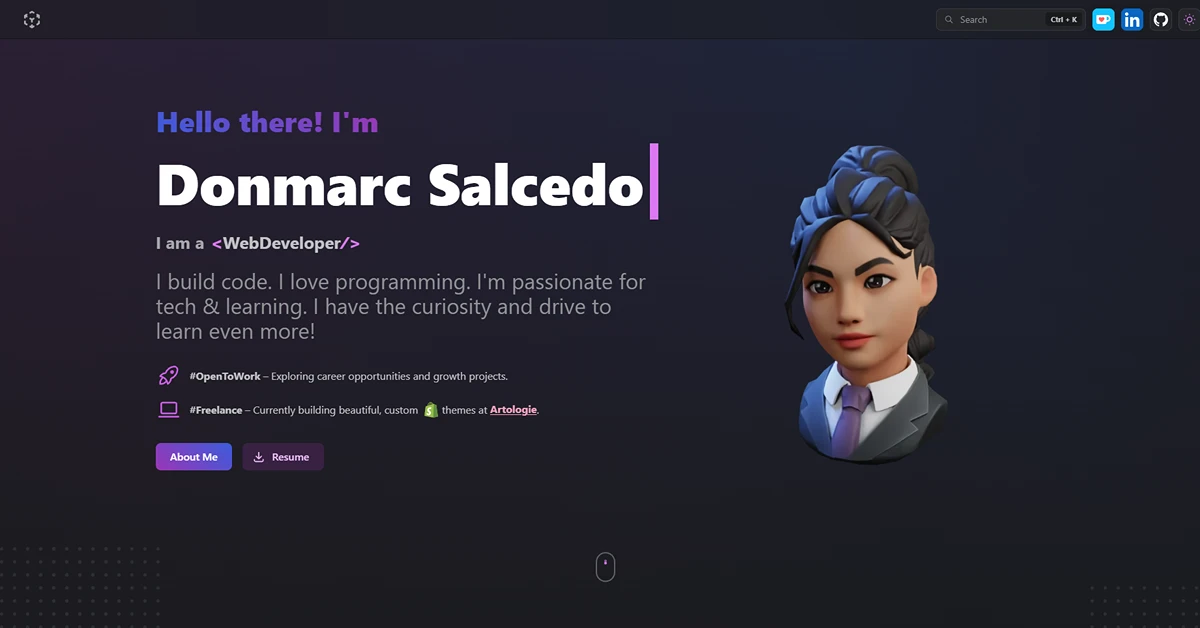 Search Ctrl + K
Hello there! I'm
Donmarc Salcedo
I am a <WebDeveloper/>
I build code. I love programming. I'm passionate for
tech & learning. I have the curiosity and drive to
learn even more!
#OpenToWork – Exploring career opportunities and growth projects.
#Freelance – Currently building beautiful, custom themes at Artologie.
About Me Resume